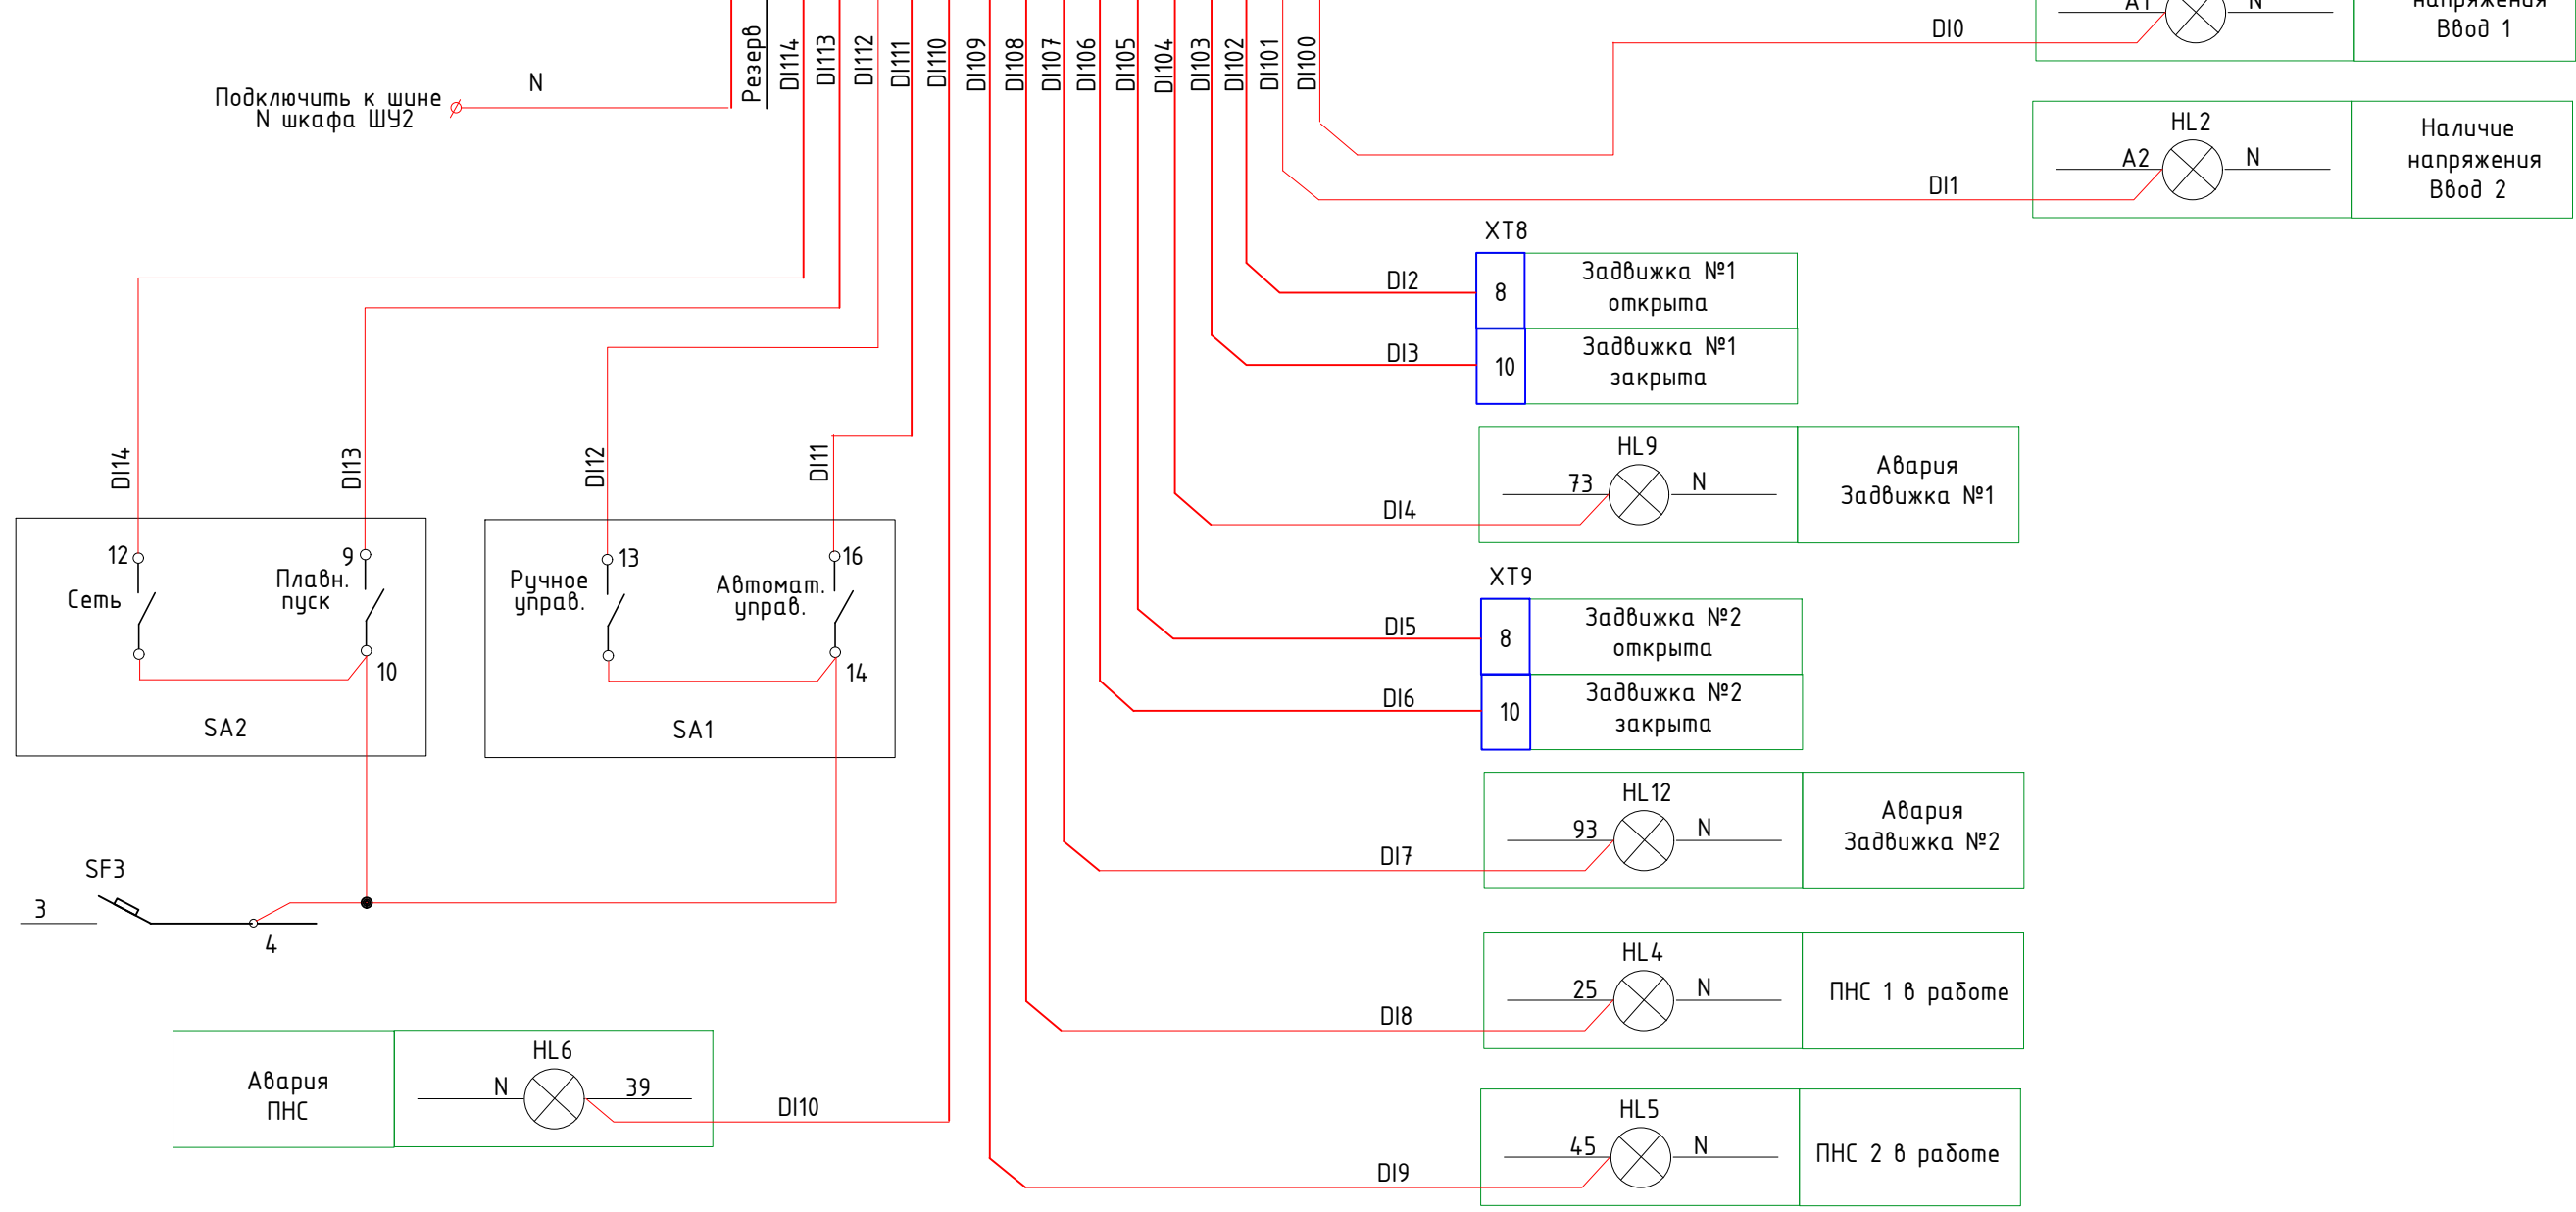 A1
N
напряжения
Ввод 1
DI0
Резерв
DI114
DI113
DI112
DI111
DI110
DI109
DI108
DI107
DI106
DI105
DI104
DI103
DI102
DI101
DI100
N
Подключить к шине
N шкафа ШУ2
HL2
A2
N
Наличие
напряжения
Ввод 2
DI1
XT8
DI2
8
Задвижка №1
открыта
DI3
10
Задвижка №1
закрыта
HL9
73
N
Авария
Задвижка №1
DI4
DI14
DI13
DI12
DI11
12
Сеть
9
Плавн.
пуск
10
SA2
13
Ручное
управ.
16
Автомат.
управ.
14
SA1
XT9
DI5
8
Задвижка №2
открыта
DI6
10
Задвижка №2
закрыта
HL12
93
N
Авария
Задвижка №2
DI7
SF3
3
4
HL4
25
N
ПНС 1 в работе
DI8
Авария
ПНС
HL6
N
39
DI10
HL5
45
N
ПНС 2 в работе
DI9